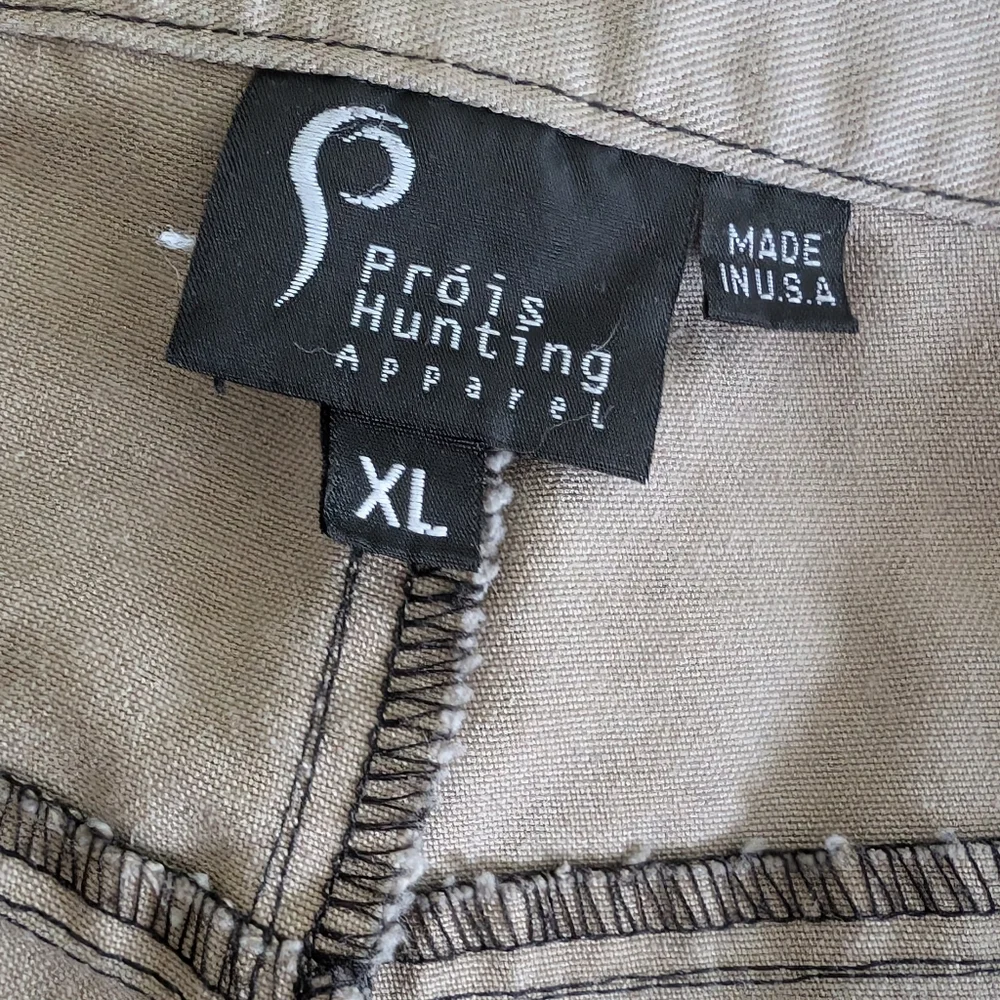 Próis
Hunting
Apparel
MADE
IN U.S.A
XL